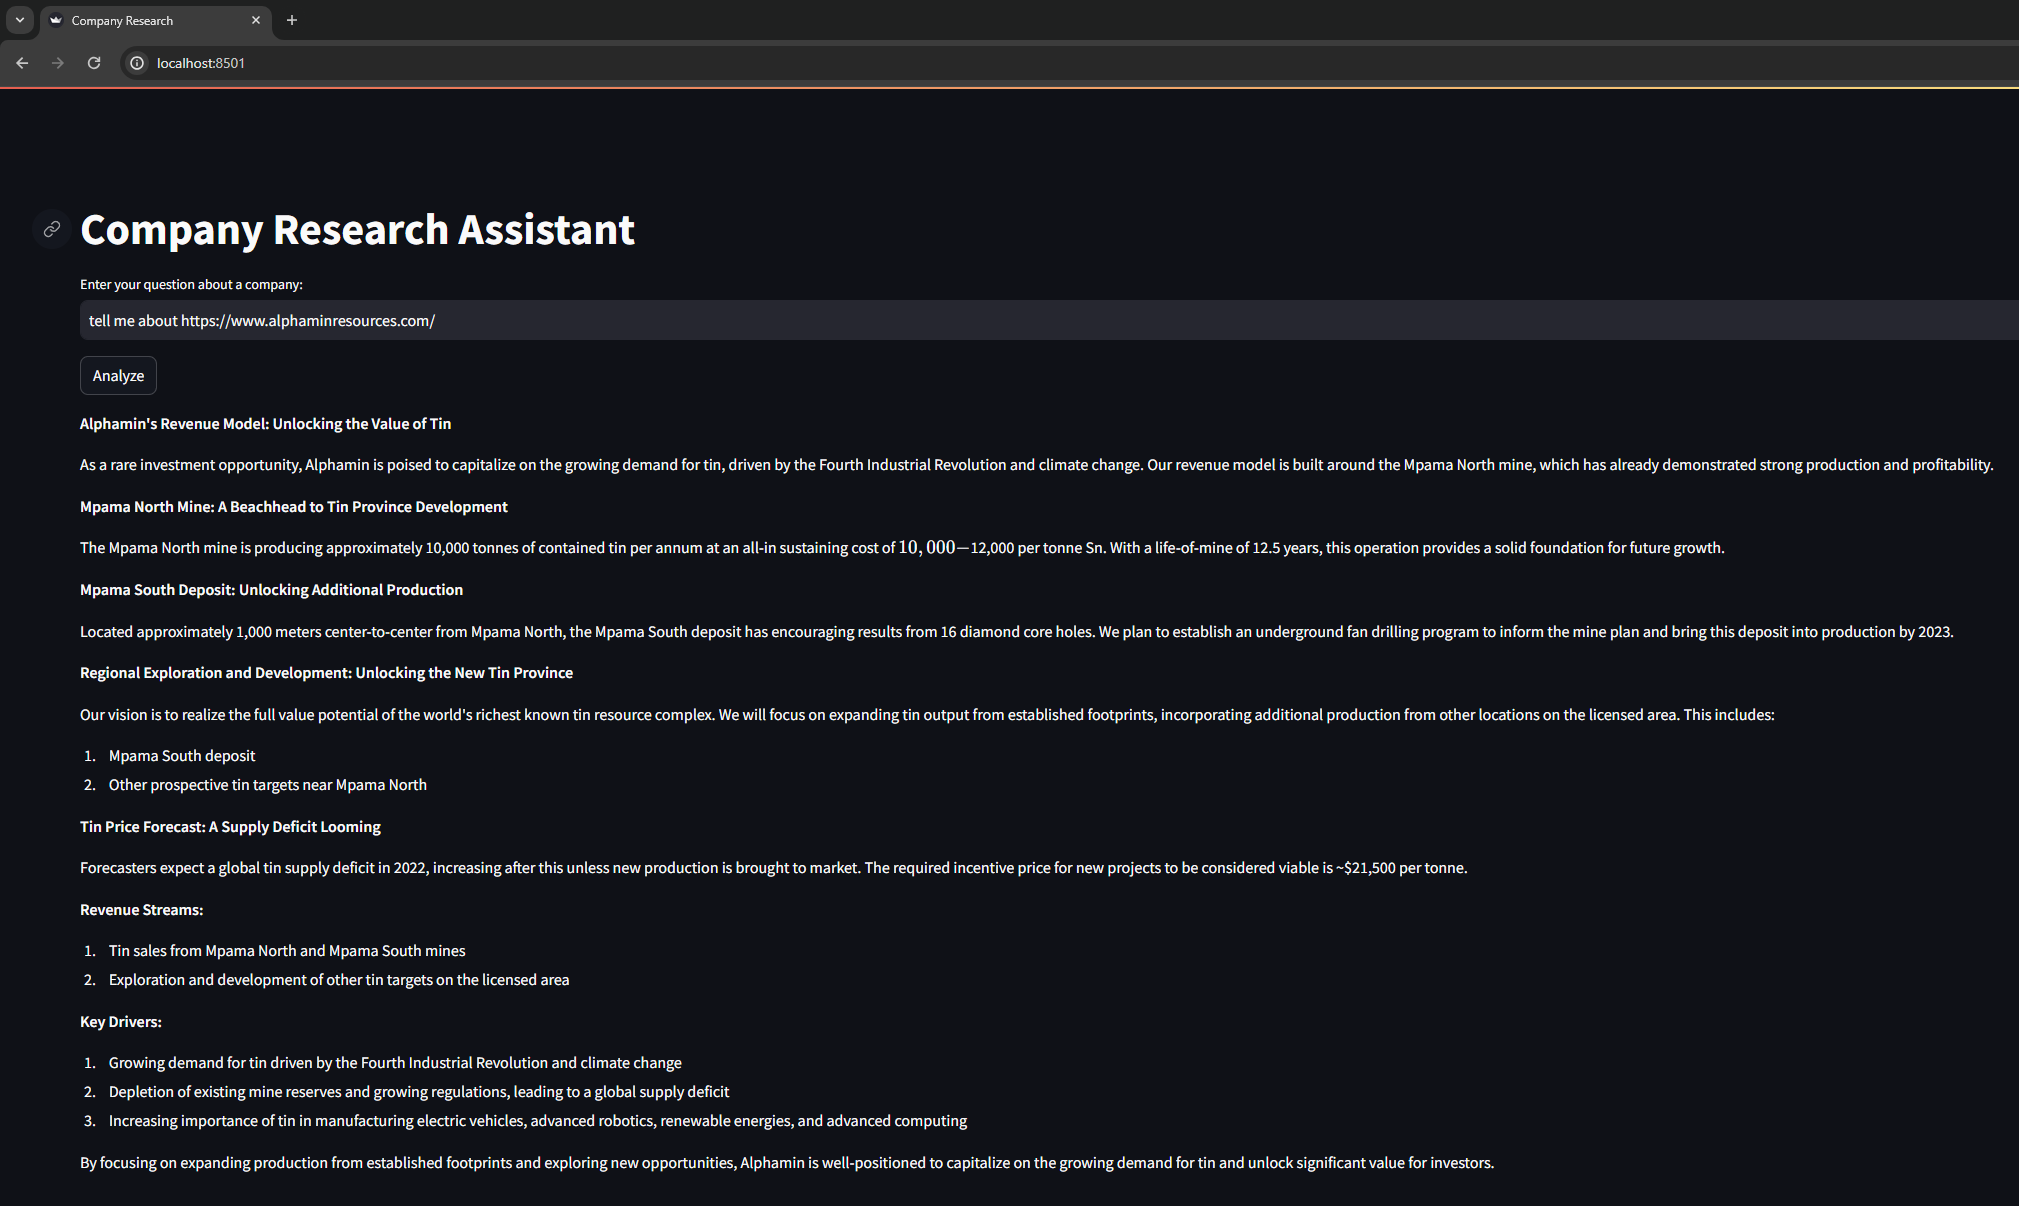 Company Research
localhost:8501
Company Research Assistant
Enter your question about a company:
tell me about https://www.alphaminresources.com/
Analyze
Alphamin's Revenue Model: Unlocking the Value of Tin
As a rare investment opportunity, Alphamin is poised to capitalize on the growing demand for tin, driven by the Fourth Industrial Revolution and climate change. Our revenue model is built around the Mpama North mine, which has already demonstrated strong production and profitability.
Mpama North Mine: A Beachhead to Tin Province Development
The Mpama North mine is producing approximately 10,000 tonnes of contained tin per annum at an all-in sustaining cost of 10,000−12,000 per tonne Sn. With a life-of-mine of 12.5 years, this operation provides a solid foundation for future growth.
Mpama South Deposit: Unlocking Additional Production
Located approximately 1,000 meters center-to-center from Mpama North, the Mpama South deposit has encouraging results from 16 diamond core holes. We plan to establish an underground fan drilling program to inform the mine plan and bring this deposit into production by 2023.
Regional Exploration and Development: Unlocking the New Tin Province
Our vision is to realize the full value potential of the world's richest known tin resource complex. We will focus on expanding tin output from established footprints, incorporating additional production from other locations on the licensed area. This includes:
1. Mpama South deposit
2. Other prospective tin targets near Mpama North
Tin Price Forecast: A Supply Deficit Looming
Forecasters expect a global tin supply deficit in 2022, increasing after this unless new production is brought to market. The required incentive price for new projects to be considered viable is ~$21,500 per tonne.
Revenue Streams:
1. Tin sales from Mpama North and Mpama South mines
2. Exploration and development of other tin targets on the licensed area
Key Drivers:
1. Growing demand for tin driven by the Fourth Industrial Revolution and climate change
2. Depletion of existing mine reserves and growing regulations, leading to a global supply deficit
3. Increasing importance of tin in manufacturing electric vehicles, advanced robotics, renewable energies, and advanced computing
By focusing on expanding production from established footprints and exploring new opportunities, Alphamin is well-positioned to capitalize on the growing demand for tin and unlock significant value for investors.